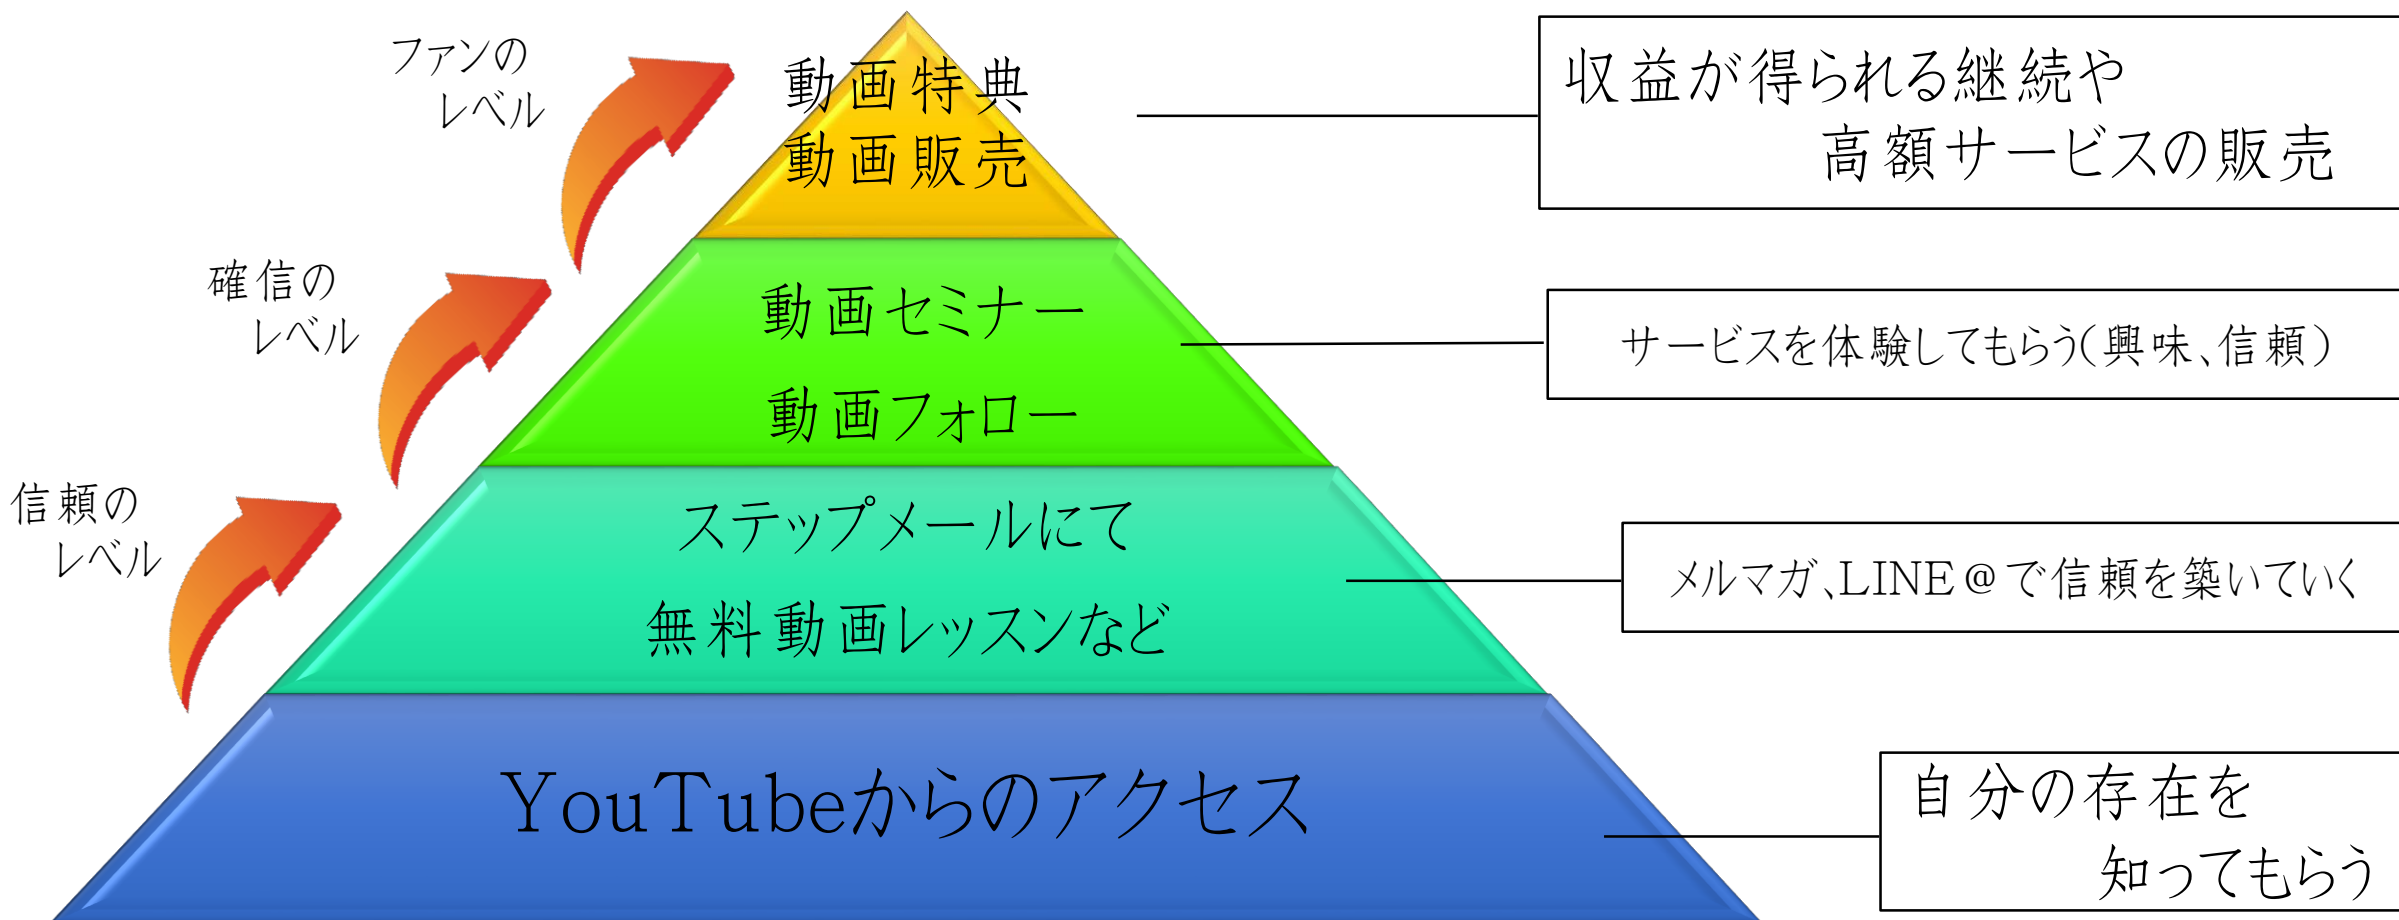 ファンの
レベル
動画特典
動画販売
収益が得られる継続や
高額サービスの販売
確信の
レベル
動画セミナー
動画フォロー
サービスを体験してもらう(興味、信頼)
信頼の
レベル
ステップメールにて
無料動画レッスンなど
メルマガ、LINE@で信頼を築いていく
YouTubeからのアクセス
自分の存在を
知ってもらう